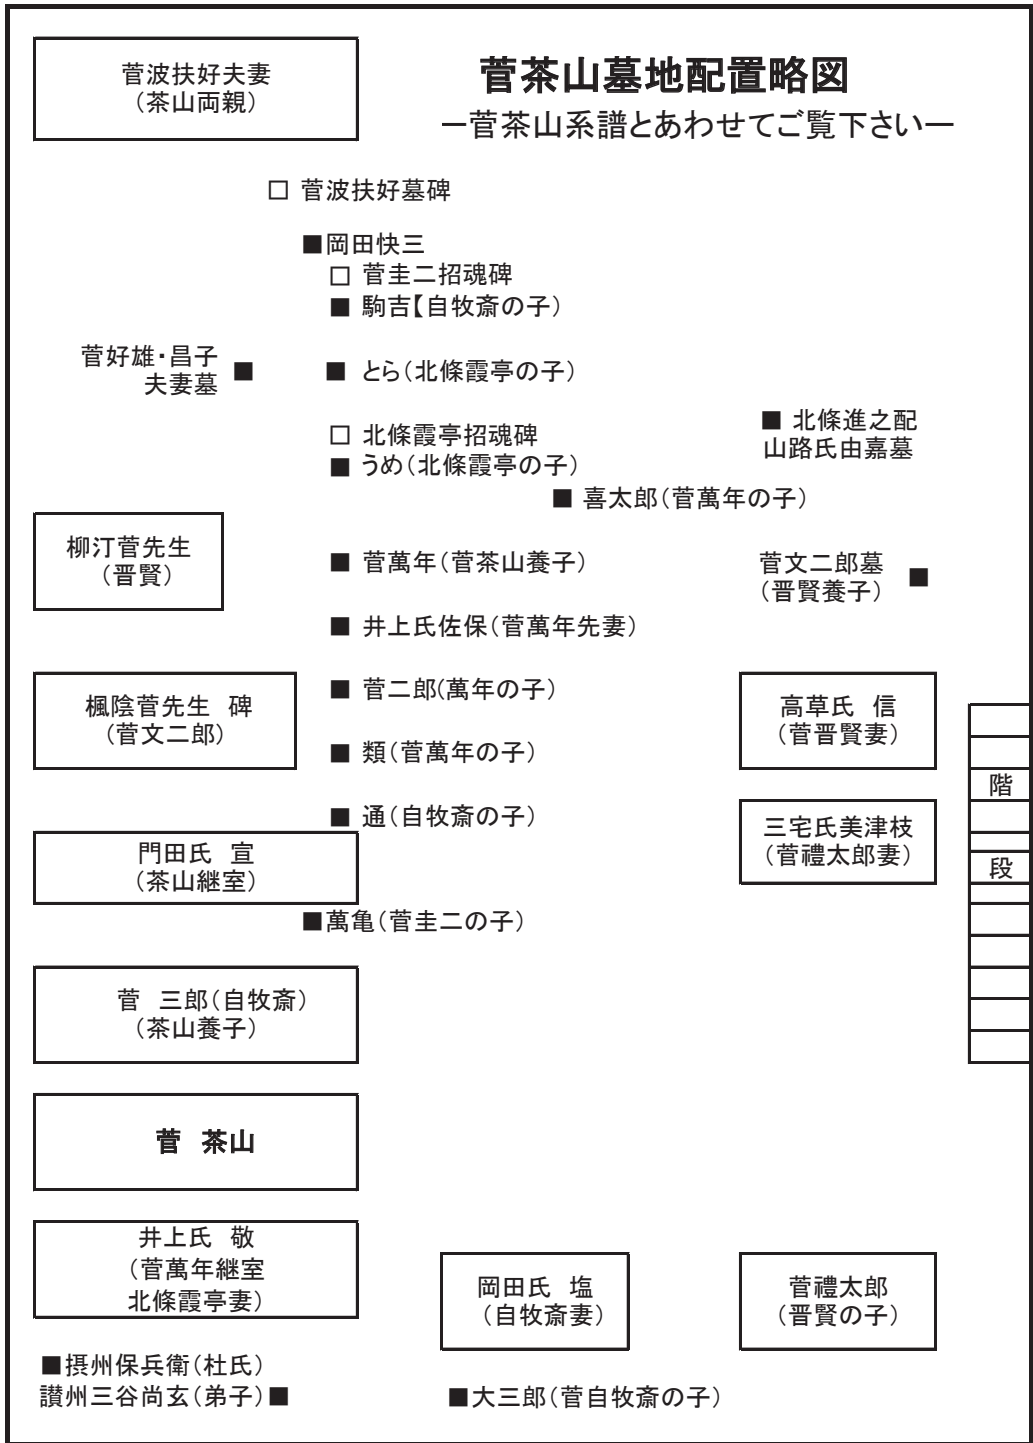 菅波扶好夫妻
（茶山両親）
菅茶山墓地配置略図
ー菅茶山系譜とあわせてご覧下さいー
□ 菅波扶好墓碑
■岡田快三
□ 菅圭二招魂碑
■ 駒吉【自牧斎の子）
菅好雄・昌子
夫妻墓 ■
■ とら（北條霞亭の子）
□ 北條霞亭招魂碑
■ うめ（北條霞亭の子）
■ 北條進之配
山路氏由嘉墓
■ 喜太郎（菅萬年の子）
柳汀菅先生
（晋賢）
■ 菅萬年（菅茶山養子）
菅文二郎墓
（晋賢養子） ■
■ 井上氏佐保（菅萬年先妻）
楓陰菅先生 碑
（菅文二郎）
■ 菅二郎(萬年の子）
高草氏 信
（菅晋賢妻）
■ 類（菅萬年の子）
階
段
■ 通（自牧斎の子）
三宅氏美津枝
（菅禮太郎妻）
門田氏 宣
（茶山継室）
■萬亀（菅圭二の子）
菅 三郎（自牧斎）
（茶山養子）
菅 茶山
井上氏 敬
（菅萬年継室
北條霞亭妻）
岡田氏 塩
（自牧斎妻）
菅禮太郎
（晋賢の子）
■摂州保兵衛（杜氏）
讃州三谷尚玄（弟子）■
■大三郎（菅自牧斎の子）